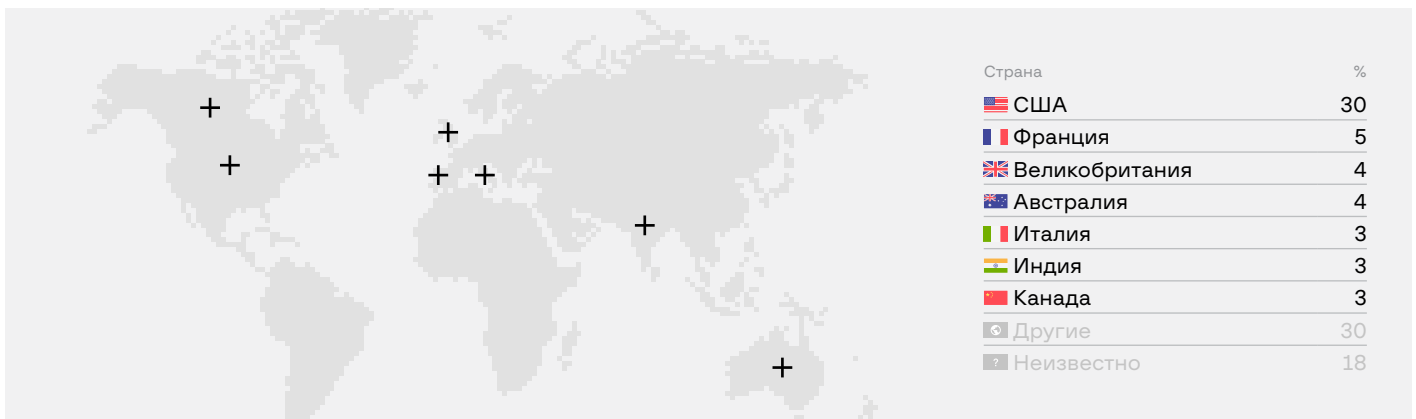 Страна %
США 30
Франция 5
Великобритания 4
Австралия 4
Италия 3
Индия 3
Канада 3
Другие 30
? Неизвестно 18